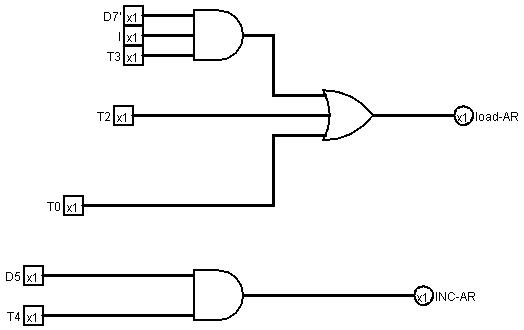 D7' x1
I x1
T3 x1
T2 x1
x1 load-AR
T0 x1
D5 x1
x1 INC-AR
T4 x1